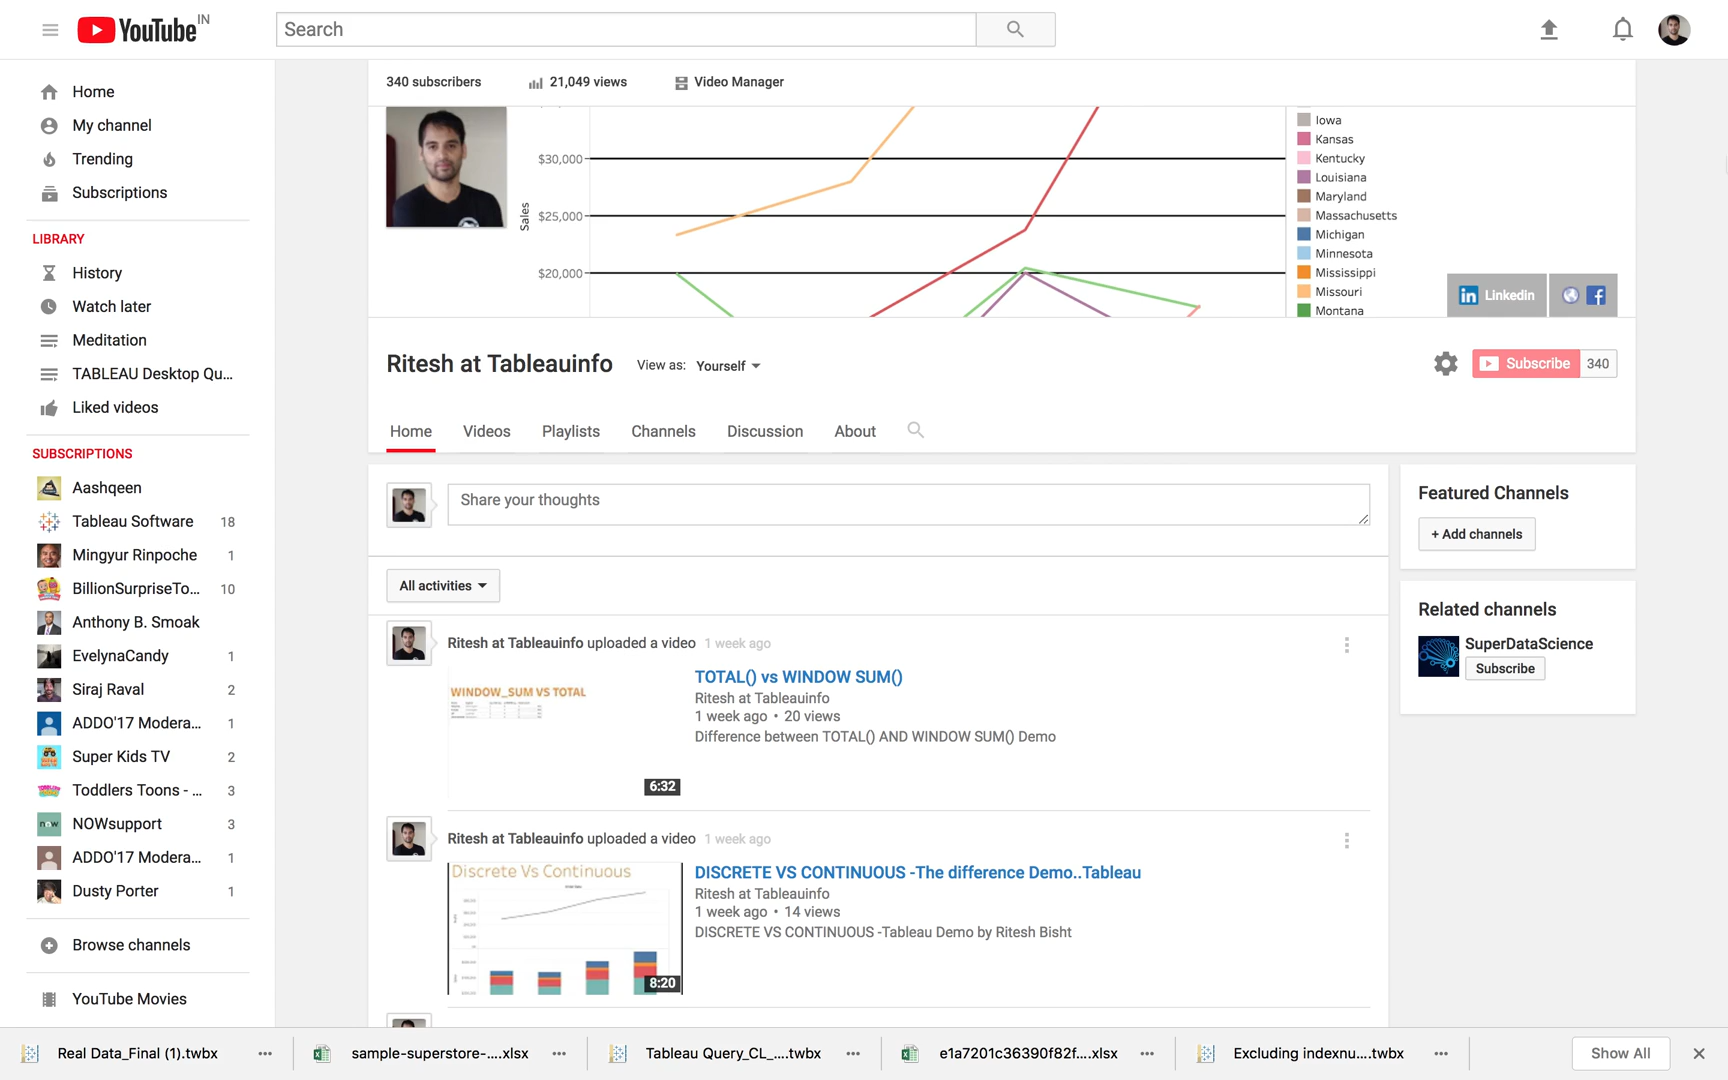 YouTube IN
Search
Home
My channel
Trending
Subscriptions
LIBRARY
History
Watch later
Meditation
TABLEAU Desktop Qu...
Liked videos
SUBSCRIPTIONS
Aashqeen
Tableau Software 18
Mingyur Rinpoche 1
BillionSurpriseTo... 10
Anthony B. Smoak
EvelynaCandy 1
Siraj Raval 2
ADDO'17 Modera... 1
Super Kids TV 2
Toddlers Toons - ... 3
NOWsupport 3
ADDO'17 Modera... 1
Dusty Porter 1
Browse channels
YouTube Movies
340 subscribers 21,049 views Video Manager
$30,000
$25,000
$20,000
Sales
Iowa
Kansas
Kentucky
Louisiana
Maryland
Massachusetts
Michigan
Minnesota
Mississippi
Missouri
Montana
Linkedin
Ritesh at Tableauinfo View as: Yourself
Subscribe 340
Home Videos Playlists Channels Discussion About
Share your thoughts
All activities
Ritesh at Tableauinfo uploaded a video 1 week ago
WINDOW_SUM VS TOTAL
6:32
TOTAL() vs WINDOW SUM()
Ritesh at Tableauinfo
1 week ago • 20 views
Difference between TOTAL() AND WINDOW SUM() Demo
Ritesh at Tableauinfo uploaded a video 1 week ago
Discrete Vs Continuous
8:20
DISCRETE VS CONTINUOUS -The difference Demo..Tableau
Ritesh at Tableauinfo
1 week ago • 14 views
DISCRETE VS CONTINUOUS -Tableau Demo by Ritesh Bisht
Featured Channels
+ Add channels
Related channels
SuperDataScience
Subscribe
Real Data_Final (1).twbx
sample-superstore-....xlsx
Tableau Query_CL_....twbx
e1a7201c36390f82f....xlsx
Excluding indexnu....twbx
Show All